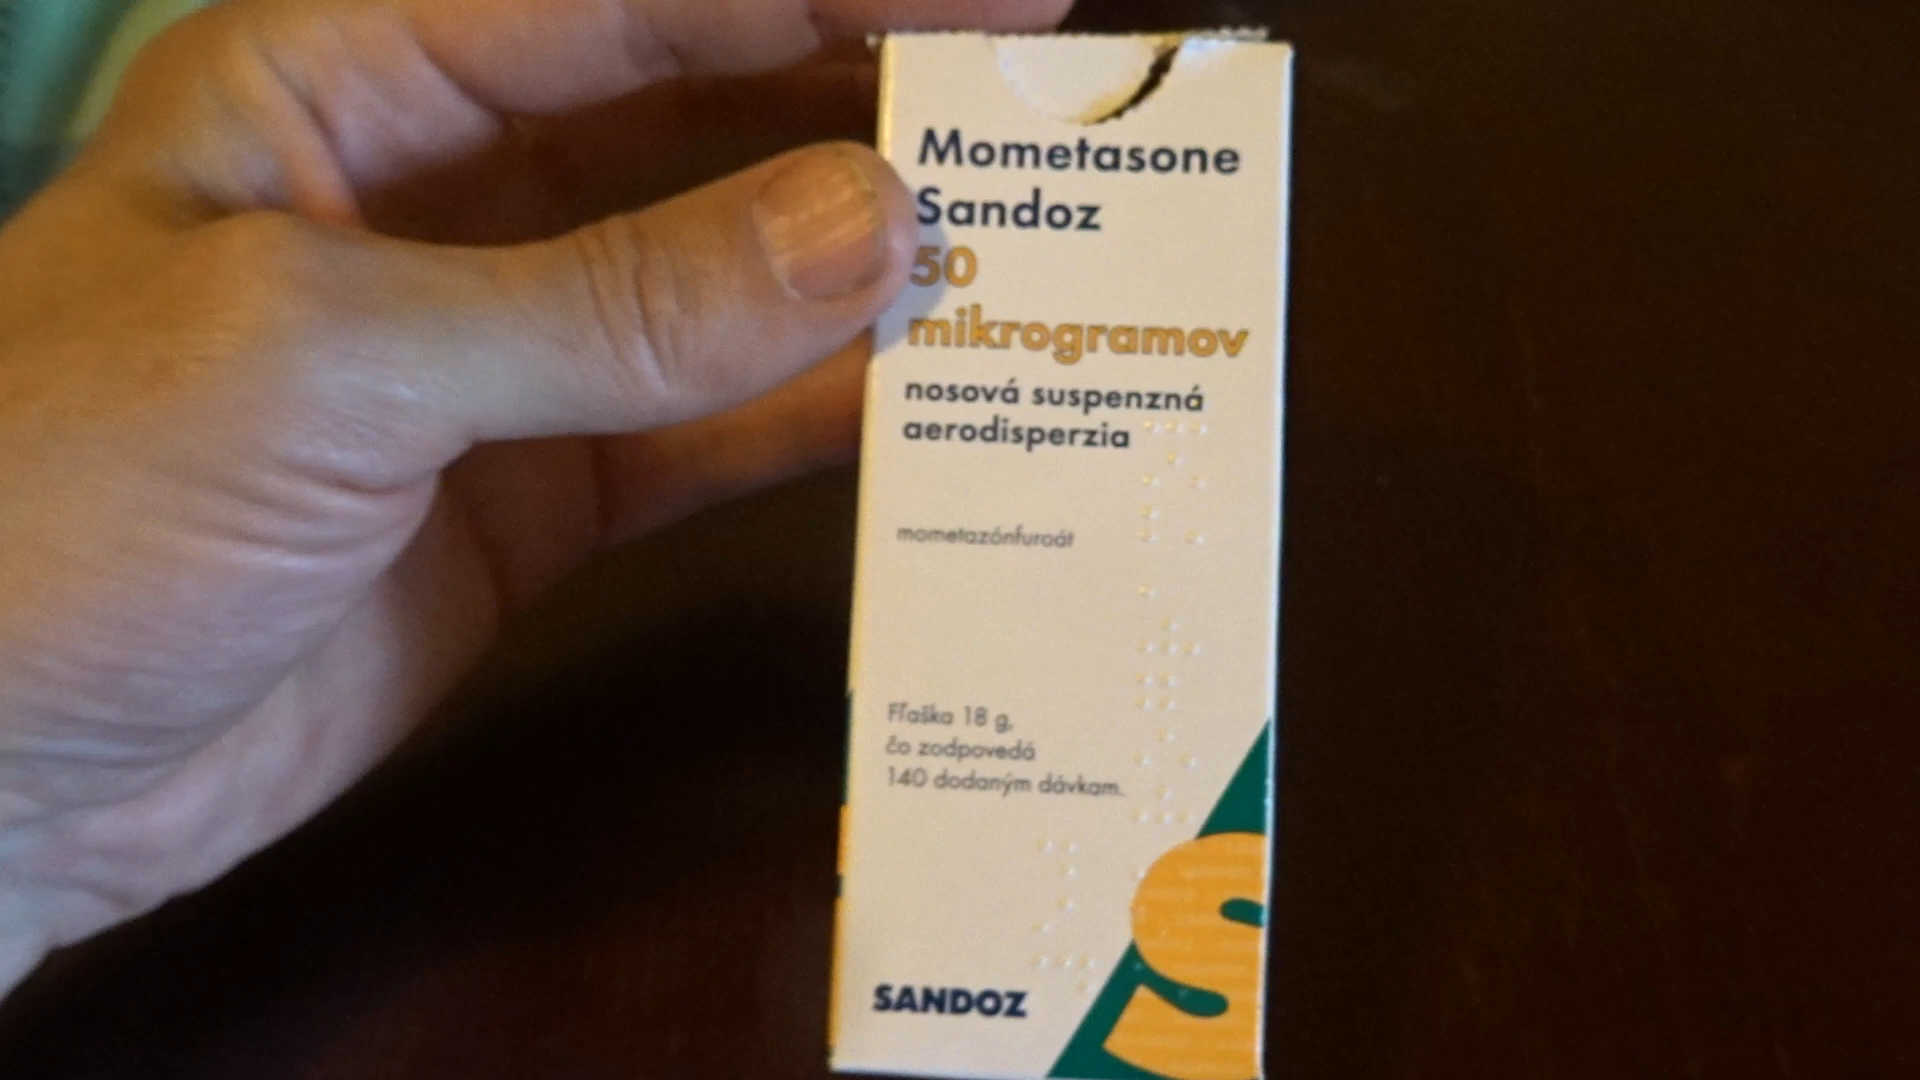 Mometasone
Sandoz
50
mikrogramov
nosová suspenzná
aerodisperzia
mometazónfuroát
Fľaška 18 g,
čo zodpovedá
140 dodaným dávkam.
SANDOZ